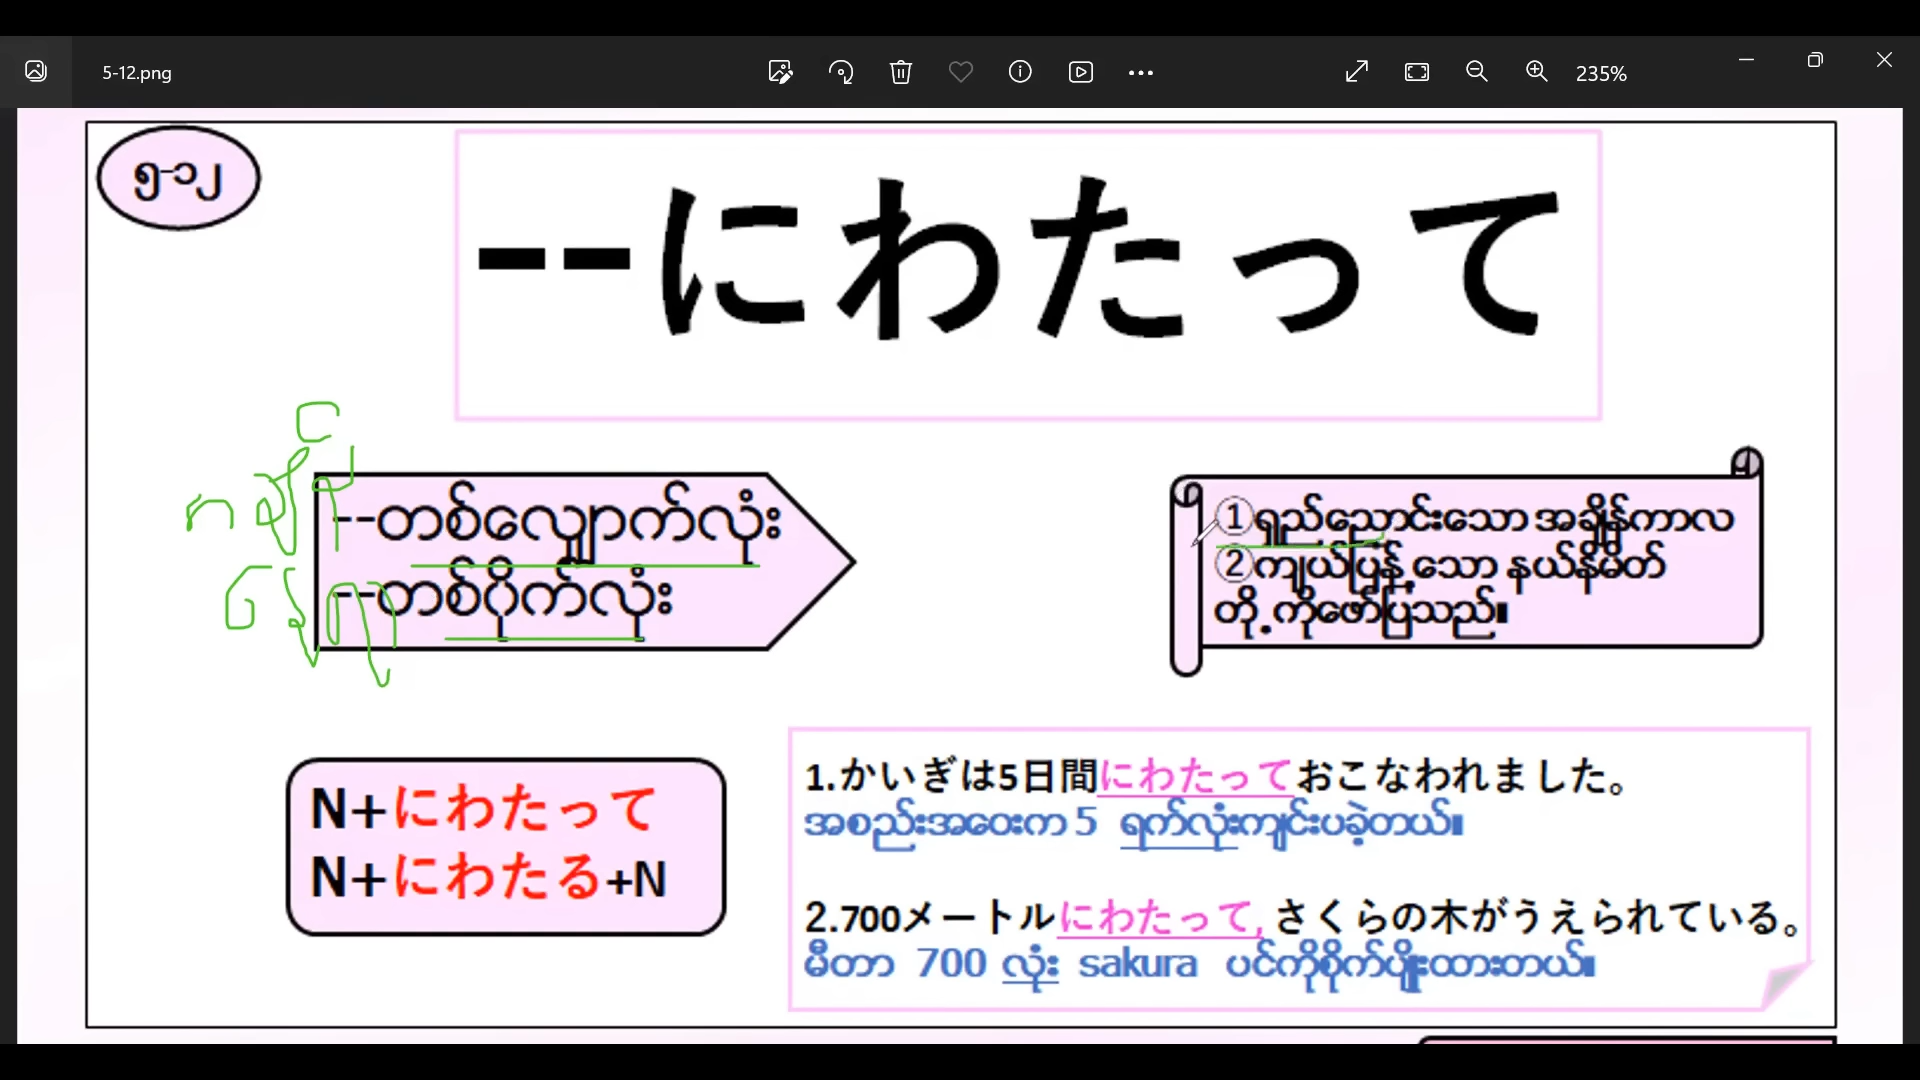 5-12.png
235%
၅-၁၂
--にわたって
--တစ်လျှောက်လုံး
--တစ်ပိုက်လုံး
①ရှည်ညောင်းသော အချိန်ကာလ
②ကျယ်ပြန့်သော နယ်နိမိတ်
တို့ကိုဖော်ပြသည်။
N+にわたって
N+にわたる+N
1.かいぎは5日間にわたっておこなわれました。
အစည်းအဝေးက 5 ရက်လုံးကျင်းပခဲ့တယ်။
2.700メートルにわたって, さくらの木がうえられている。
မီတာ 700 လုံး sakura ပင်ကိုစိုက်ပျိုးထားတယ်။